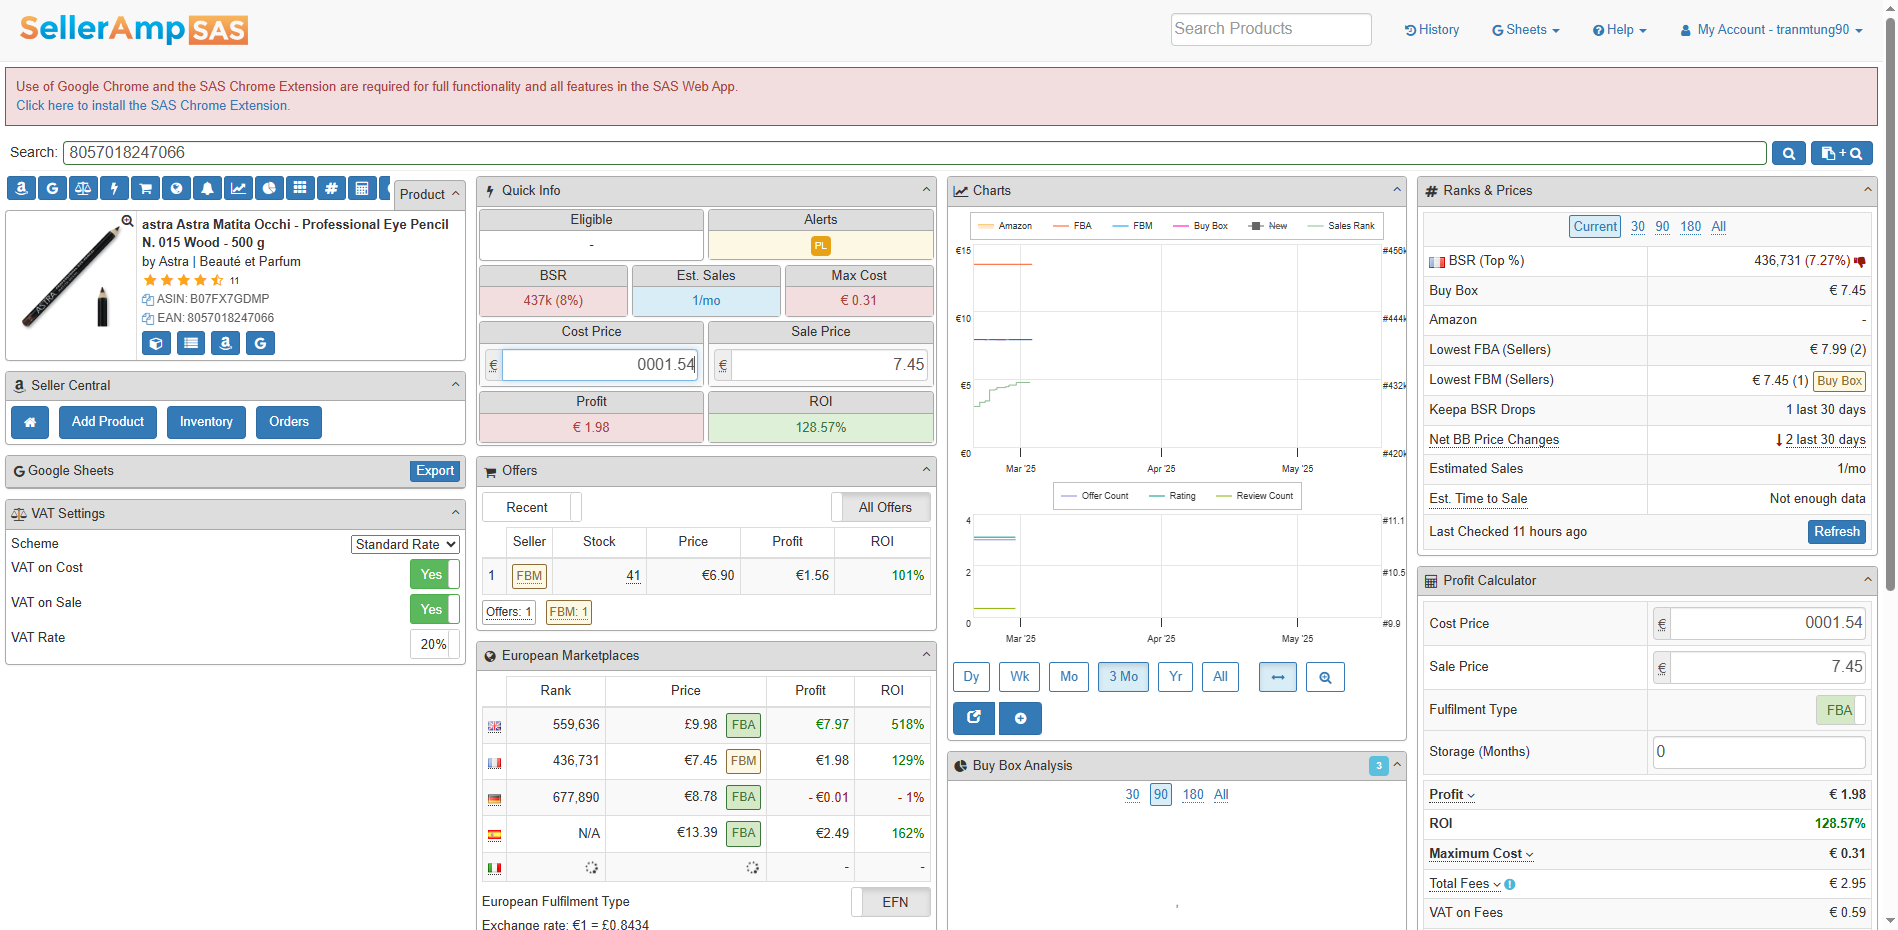 SellerAmp SAS
Search Products
History
G Sheets
Help
My Account - tranmtung90
Use of Google Chrome and the SAS Chrome Extension are required for full functionality and all features in the SAS Web App.
Click here to install the SAS Chrome Extension.
Search: 8057018247066
Product
astra Astra Matita Occhi - Professional Eye Pencil
N. 015 Wood - 500 g
by Astra | Beauté et Parfum
11
ASIN: B07FX7GDMP
EAN: 8057018247066
Seller Central
Add Product
Inventory
Orders
Google Sheets
Export
VAT Settings
Scheme Standard Rate
VAT on Cost Yes
VAT on Sale Yes
VAT Rate 20%
Quick Info
Eligible Alerts
- PL
BSR Est. Sales Max Cost
437k (8%) 1/mo € 0.31
Cost Price Sale Price
€ 0001.54 € 7.45
Profit ROI
€ 1.98 128.57%
Offers
Recent All Offers
Seller Stock Price Profit ROI
1 FBM 41 €6.90 €1.56 101%
Offers: 1 FBM: 1
European Marketplaces
Rank Price Profit ROI
559,636 £9.98 FBA €7.97 518%
436,731 €7.45 FBM €1.98 129%
677,890 €8.78 FBA - €0.01 - 1%
N/A €13.39 FBA €2.49 162%
- -
European Fulfilment Type EFN
Exchange rate: €1 = £0.8434
Charts
Amazon FBA FBM Buy Box New Sales Rank
€15 #456k
€10 #444k
€5 #432k
€0 #420k
Mar '25 Apr '25 May '25
Offer Count Rating Review Count
4 #11.1
2 #10.5
0 #9.9
Mar '25 Apr '25 May '25
Dy Wk Mo 3 Mo Yr All
Buy Box Analysis 3
30 90 180 All
Ranks & Prices
Current 30 90 180 All
BSR (Top %) 436,731 (7.27%)
Buy Box € 7.45
Amazon -
Lowest FBA (Sellers) € 7.99 (2)
Lowest FBM (Sellers) € 7.45 (1) Buy Box
Keepa BSR Drops 1 last 30 days
Net BB Price Changes 2 last 30 days
Estimated Sales 1/mo
Est. Time to Sale Not enough data
Last Checked 11 hours ago Refresh
Profit Calculator
Cost Price € 0001.54
Sale Price € 7.45
Fulfilment Type FBA
Storage (Months) 0
Profit € 1.98
ROI 128.57%
Maximum Cost € 0.31
Total Fees € 2.95
VAT on Fees € 0.59